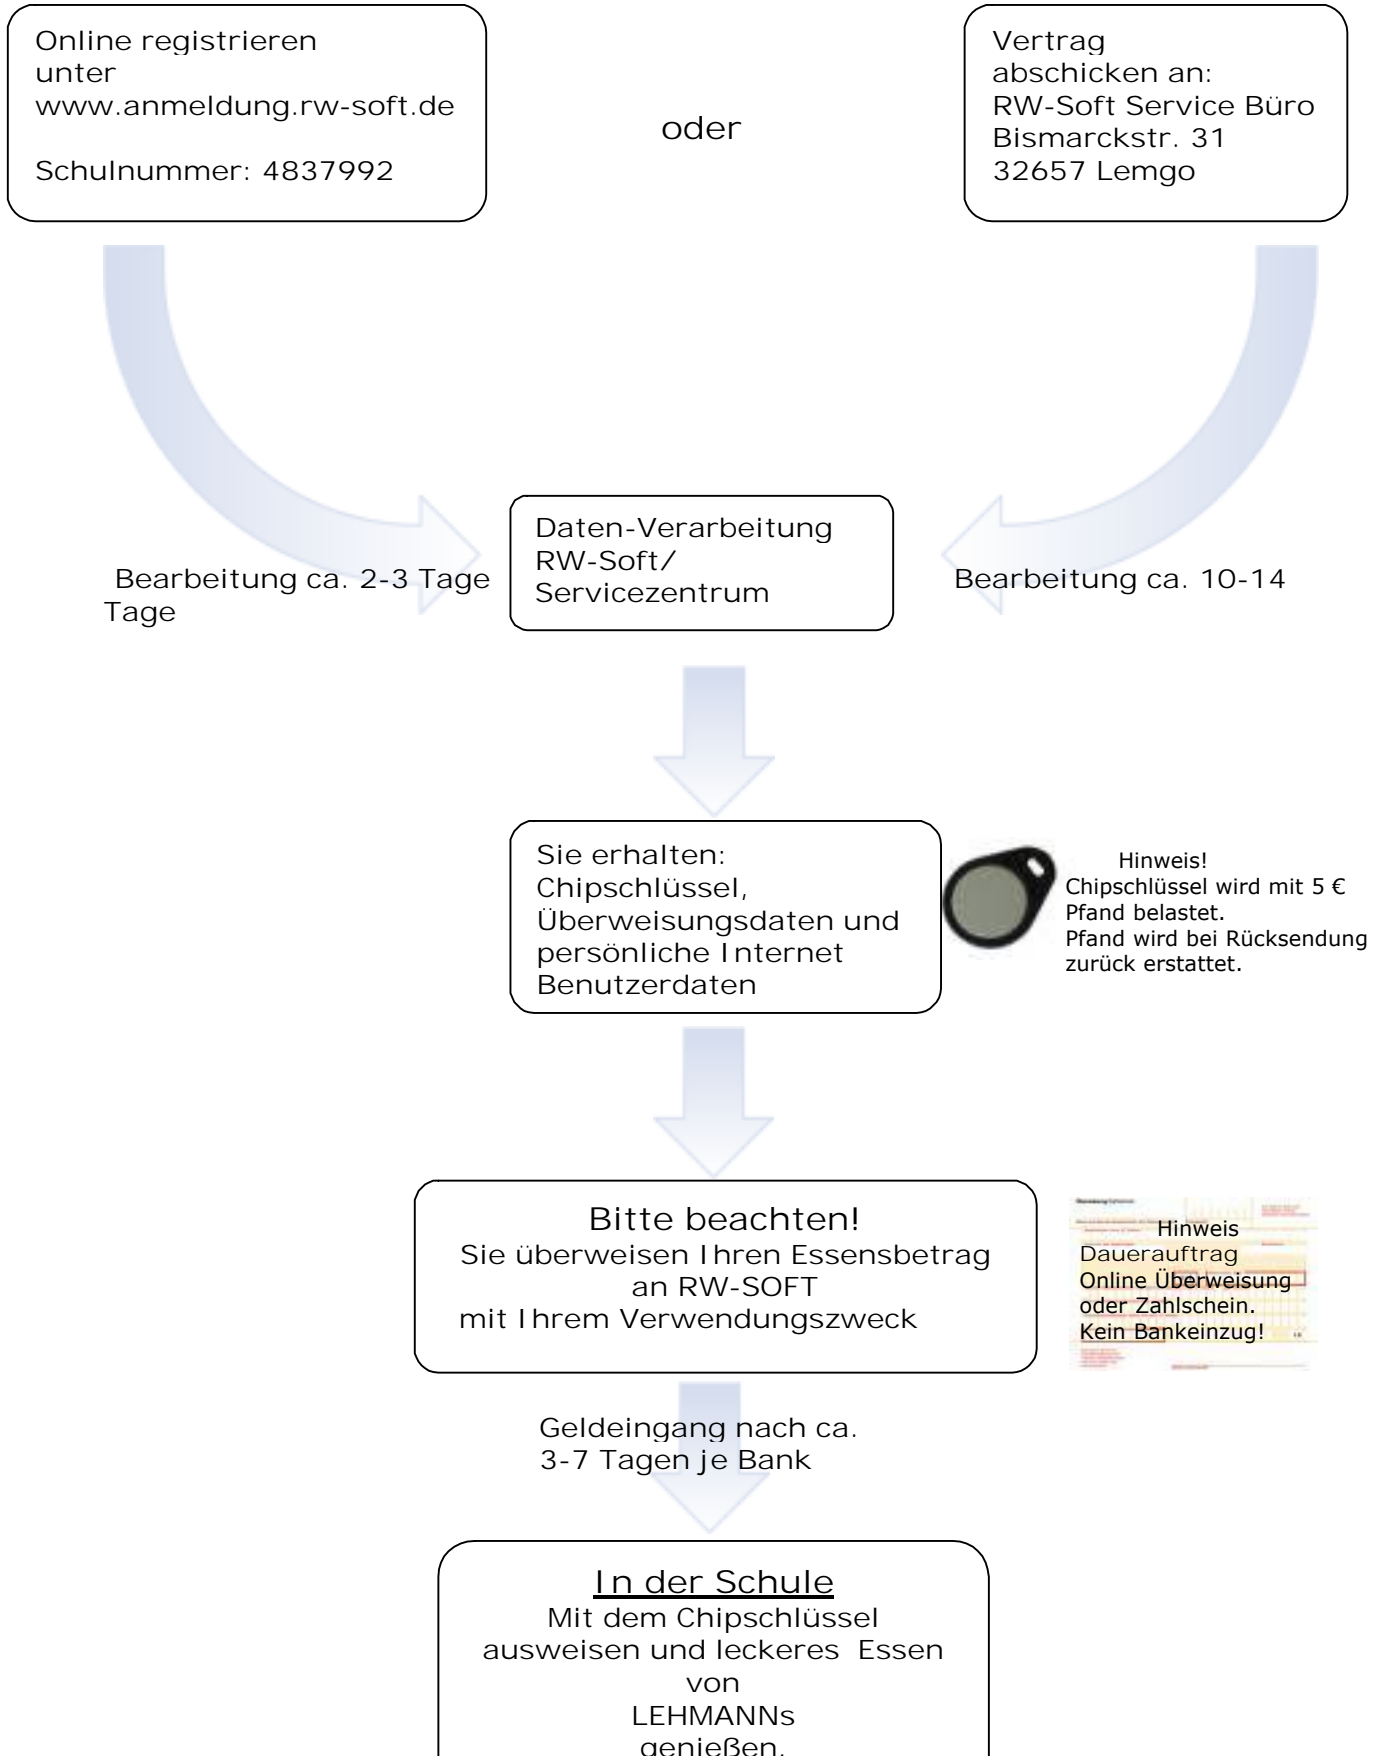 Online registrieren
unter
www.anmeldung.rw-soft.de
Schulnummer: 4837992
oder
Vertrag
abschicken an:
RW-Soft Service Büro
Bismarckstr. 31
32657 Lemgo
Bearbeitung ca. 2-3 Tage
Tage
Daten-Verarbeitung
RW-Soft/
Servicezentrum
Bearbeitung ca. 10-14
Sie erhalten:
Chipschlüssel,
Überweisungsdaten und
persönliche Internet
Benutzerdaten
Hinweis!
Chipschlüssel wird mit 5 €
Pfand belastet.
Pfand wird bei Rücksendung
zurück erstattet.
Bitte beachten!
Sie überweisen Ihren Essensbetrag
an RW-SOFT
mit Ihrem Verwendungszweck
Hinweis
Dauerauftrag
Online Überweisung
oder Zahlschein.
Kein Bankeinzug!
Geldeingang nach ca.
3-7 Tagen je Bank
In der Schule
Mit dem Chipschlüssel
ausweisen und leckeres Essen
von
LEHMANNs
genießen.